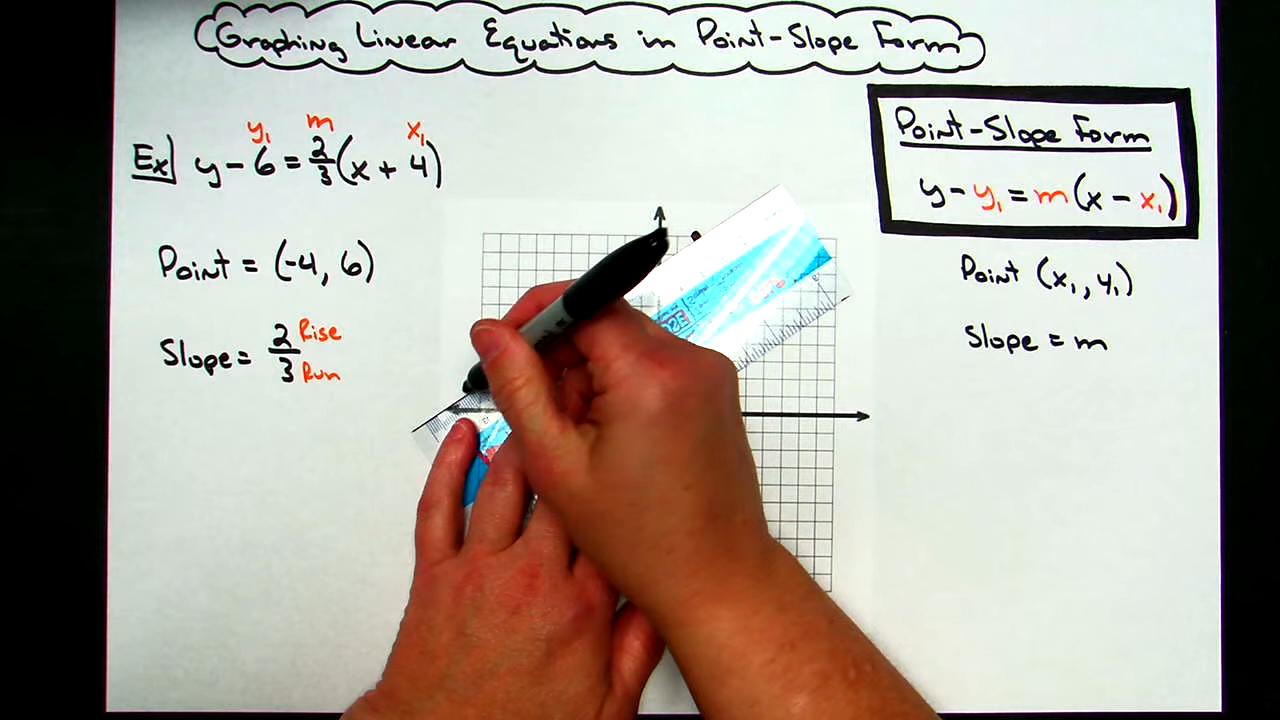 Graphing Linear Equations in Point-Slope Form
y₁ m x₁
Ex] y - 6 = 2/3 (x + 4)
Point = (-4, 6)
Slope = 2/3 Rise Run
Point-Slope Form
y - y₁ = m(x - x₁)
Point (x₁, y₁)
Slope = m